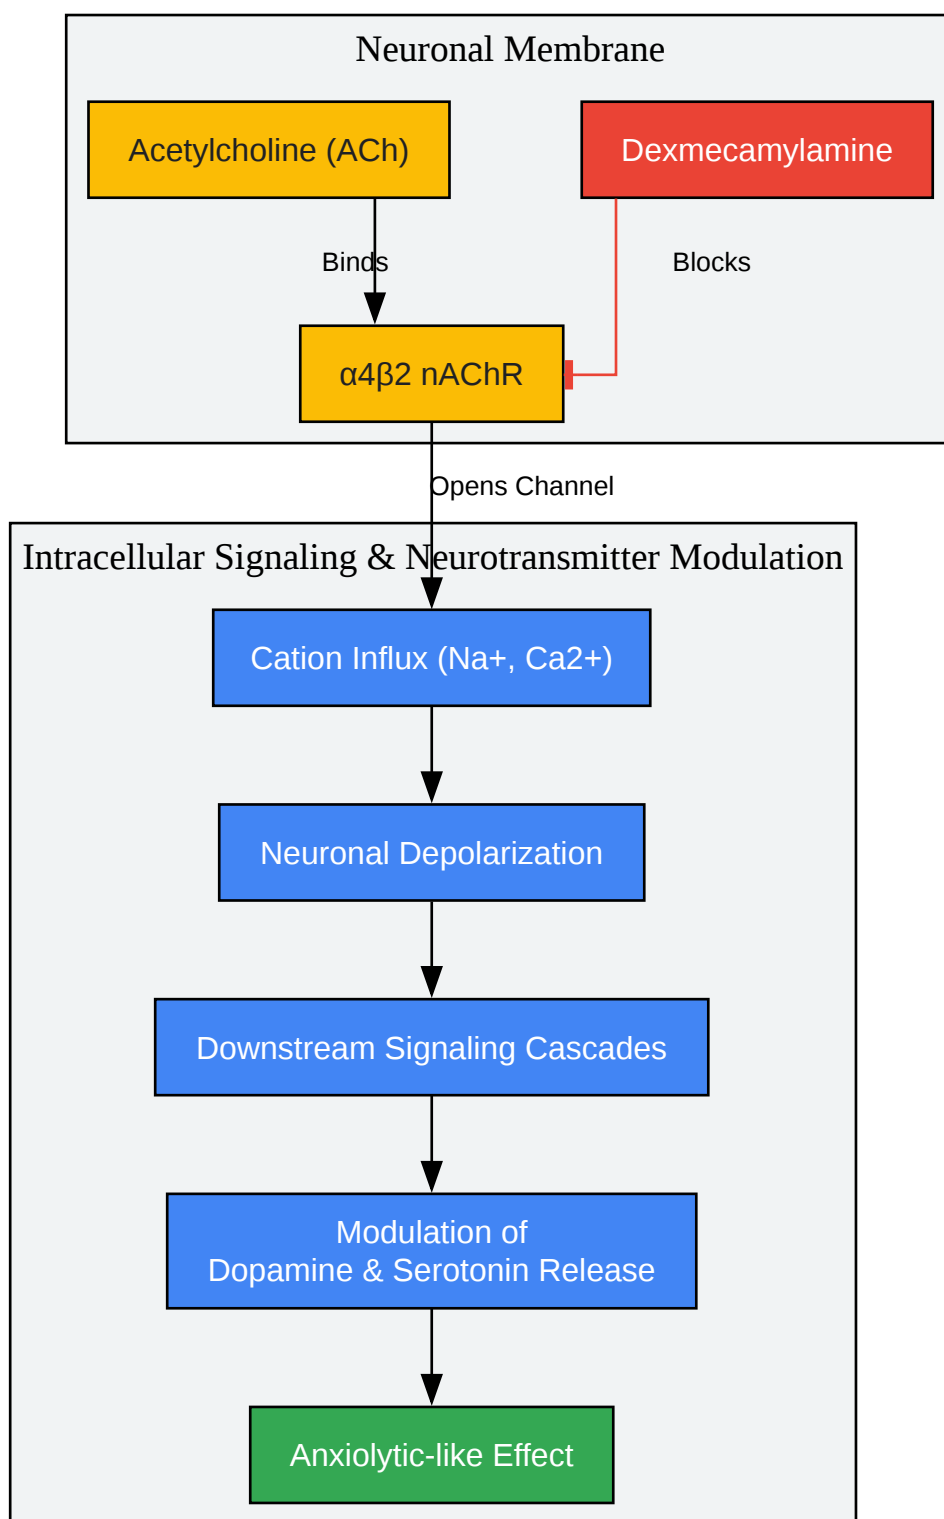 Neuronal Membrane
Acetylcholine (ACh)
Dexmecamylamine
Binds
Blocks
α4β2 nAChR
Opens Channel
Intracellular Signaling & Neurotransmitter Modulation
Cation Influx (Na+, Ca2+)
Neuronal Depolarization
Downstream Signaling Cascades
Modulation of
Dopamine & Serotonin Release
Anxiolytic-like Effect